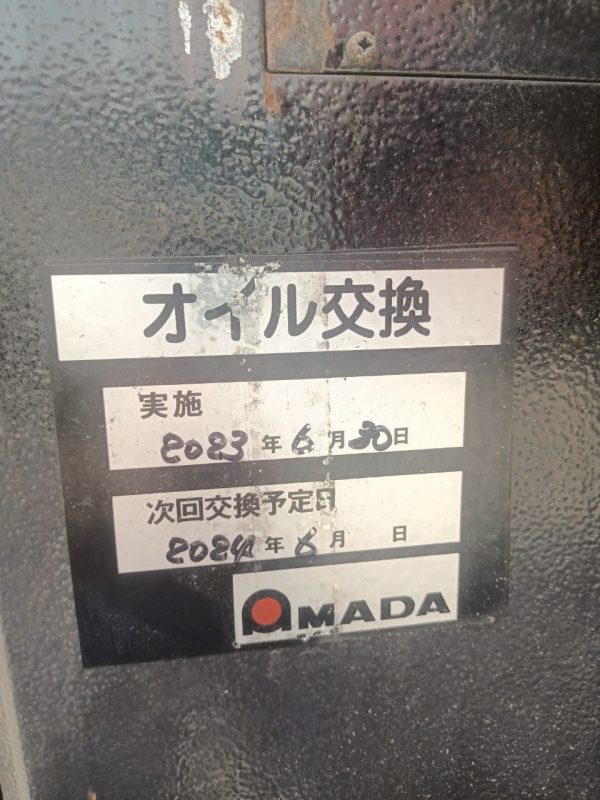 オイル交換
実施
2023年6月30日
次回交換予定日
2024年6月 日
AMADA